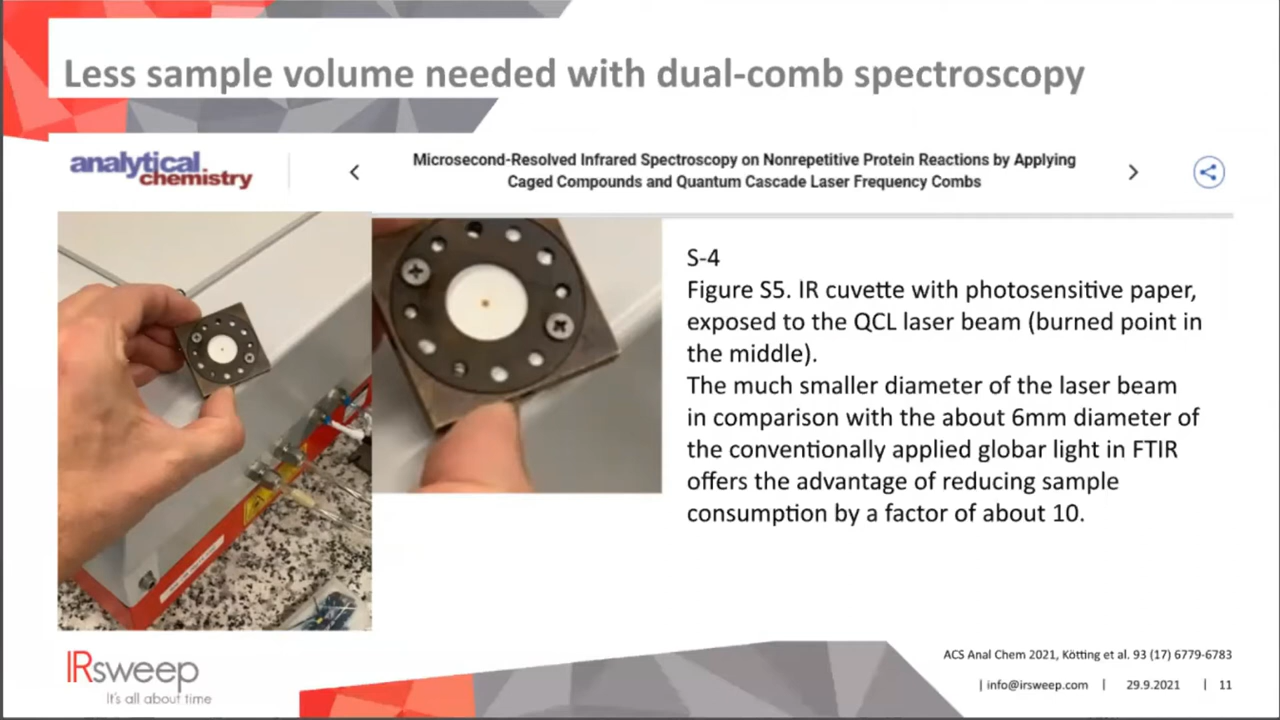 Less sample volume needed with dual-comb spectroscopy
analytical
chemistry
Microsecond-Resolved Infrared Spectroscopy on Nonrepetitive Protein Reactions by Applying
Caged Compounds and Quantum Cascade Laser Frequency Combs
S-4
Figure S5. IR cuvette with photosensitive paper,
exposed to the QCL laser beam (burned point in
the middle).
The much smaller diameter of the laser beam
in comparison with the about 6mm diameter of
the conventionally applied globar light in FTIR
offers the advantage of reducing sample
consumption by a factor of about 10.
IRsweep
It's all about time
ACS Anal Chem 2021, Kötting et al. 93 (17) 6779-6783
| info@irsweep.com | 29.9.2021 | 11